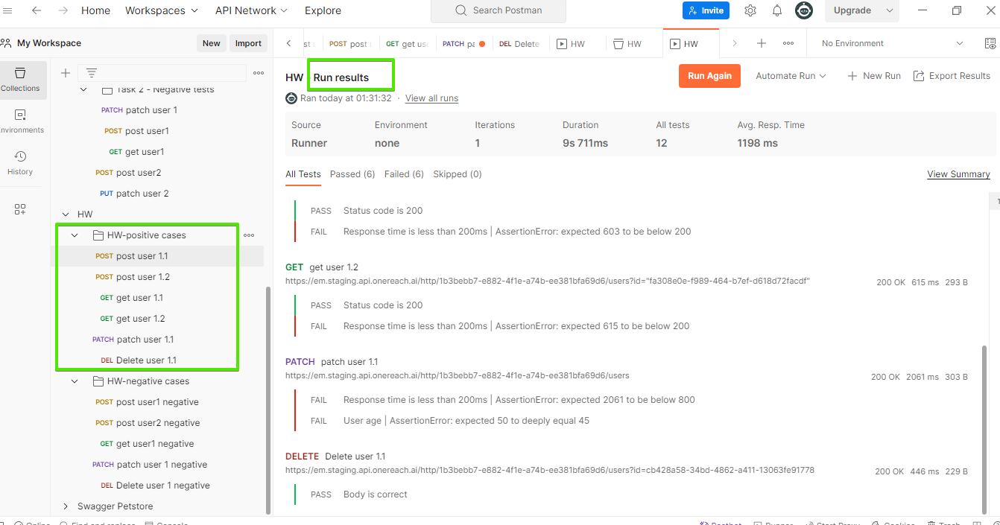 Home Workspaces API Network Explore Search Postman Invite Upgrade
My Workspace New Import
POST post GET get use PATCH pa DEL Delete HW HW HW No Environment
Collections
Environments
History
Task 2 - Negative tests
PATCH patch user 1
POST post user1
GET get user1
POST post user2
PUT patch user 2
HW
HW-positive cases
POST post user 1.1
POST post user 1.2
GET get user 1.1
GET get user 1.2
PATCH patch user 1.1
DEL Delete user 1.1
HW-negative cases
POST post user1 negative
POST post user2 negative
GET get user1 negative
PATCH patch user 1 negative
DEL Delete user 1 negative
Swagger Petstore
HW Run results Run Again Automate Run New Run Export Results
Ran today at 01:31:32 · View all runs
Source Environment Iterations Duration All tests Avg. Resp. Time
Runner none 1 9s 711ms 12 1198 ms
All Tests Passed (6) Failed (6) Skipped (0) View Summary
1
PASS Status code is 200
FAIL Response time is less than 200ms | AssertionError: expected 603 to be below 200
GET get user 1.2
https://em.staging.api.onereach.ai/http/1b3bebb7-e882-4f1e-a74b-ee381bfa69d6/users?id="fa308e0e-f989-464-b7ef-d618d72facdf" 200 OK 615 ms 293 B
PASS Status code is 200
FAIL Response time is less than 200ms | AssertionError: expected 615 to be below 200
PATCH patch user 1.1
https://em.staging.api.onereach.ai/http/1b3bebb7-e882-4f1e-a74b-ee381bfa69d6/users 200 OK 2061 ms 303 B
FAIL Response time is less than 200ms | AssertionError: expected 2061 to be below 800
FAIL User age | AssertionError: expected 50 to deeply equal 45
DELETE Delete user 1.1
https://em.staging.api.onereach.ai/http/1b3bebb7-e882-4f1e-a74b-ee381bfa69d6/users?id=cb428a58-34bd-4862-a411-13063fe91778 200 OK 446 ms 229 B
PASS Body is correct
Online Find and replace Console Postbot Runner Start Proxy Cookies Trash